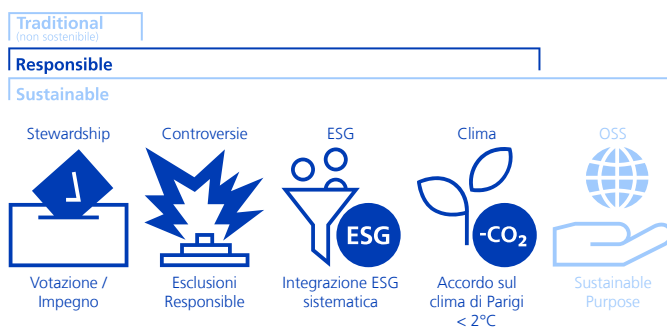 Traditional
(non sostenibile)
Responsible
Sustainable
Stewardship
Controversie
ESG
Clima
OSS
ESG
-CO₂
Votazione /
Impegno
Esclusioni
Responsible
Integrazione ESG
sistematica
Accordo sul
clima di Parigi
< 2°C
Sustainable
Purpose